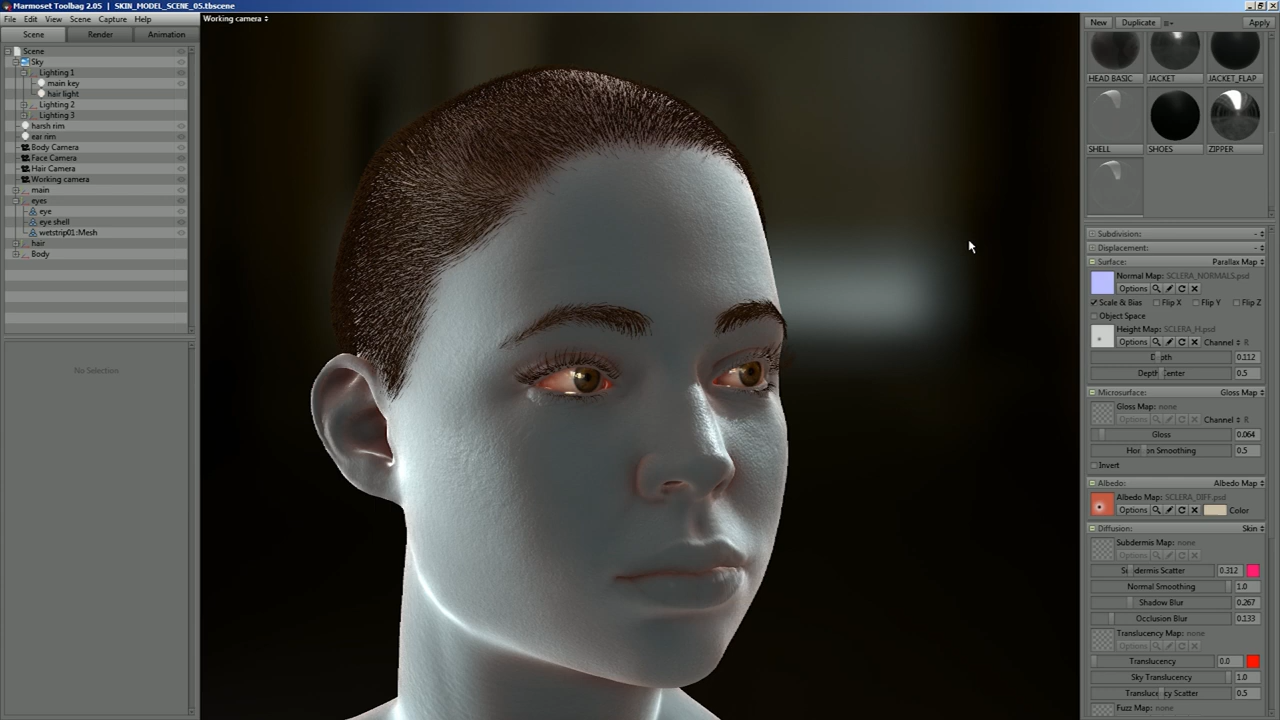 Marmoset Toolbag 2.05 | SKIN_MODEL_SCENE_05.tbscene
File Edit View Scene Capture Help
Scene Render Animation
Scene
Sky
Lighting 1
main key
hair light
Lighting 2
Lighting 3
harsh rim
ear rim
Body Camera
Face Camera
Hair Camera
Working camera
main
eyes
eye
eye shell
wetstrip01:Mesh
hair
Body
No Selection
Working camera
New Duplicate Apply
HEAD BASIC JACKET JACKET_FLAP
SHELL SHOES ZIPPER
Subdivision: -
Displacement: -
Surface: Parallax Map
Normal Map: SCLERA_NORMALS.psd
Options
Scale & Bias Flip X Flip Y Flip Z
Object Space
Height Map: SCLERA_H.psd
Options Channel R
Depth 0.112
Depth Center 0.5
Microsurface: Gloss Map
Gloss Map: none
Options Channel R
Gloss 0.064
Horizon Smoothing 0.5
Invert
Albedo: Albedo Map
Albedo Map: SCLERA_DIFF.psd
Options Color
Diffusion: Skin
Subdermis Map: none
Options
Subdermis Scatter 0.312
Normal Smoothing 1.0
Shadow Blur 0.267
Occlusion Blur 0.133
Translucency Map: none
Options
Translucency 0.0
Sky Translucency 1.0
Translucency Scatter 0.5
Fuzz Map: none